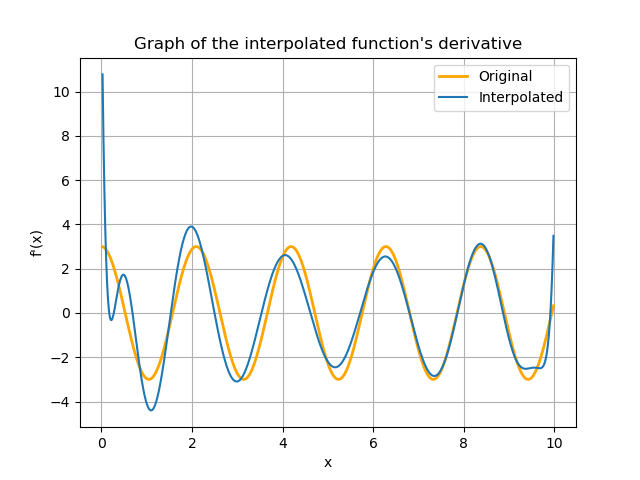 Graph of the interpolated function's derivative
Original
Interpolated
f'(x)
10
8
6
4
2
0
−2
−4
0 2 4 6 8 10
x